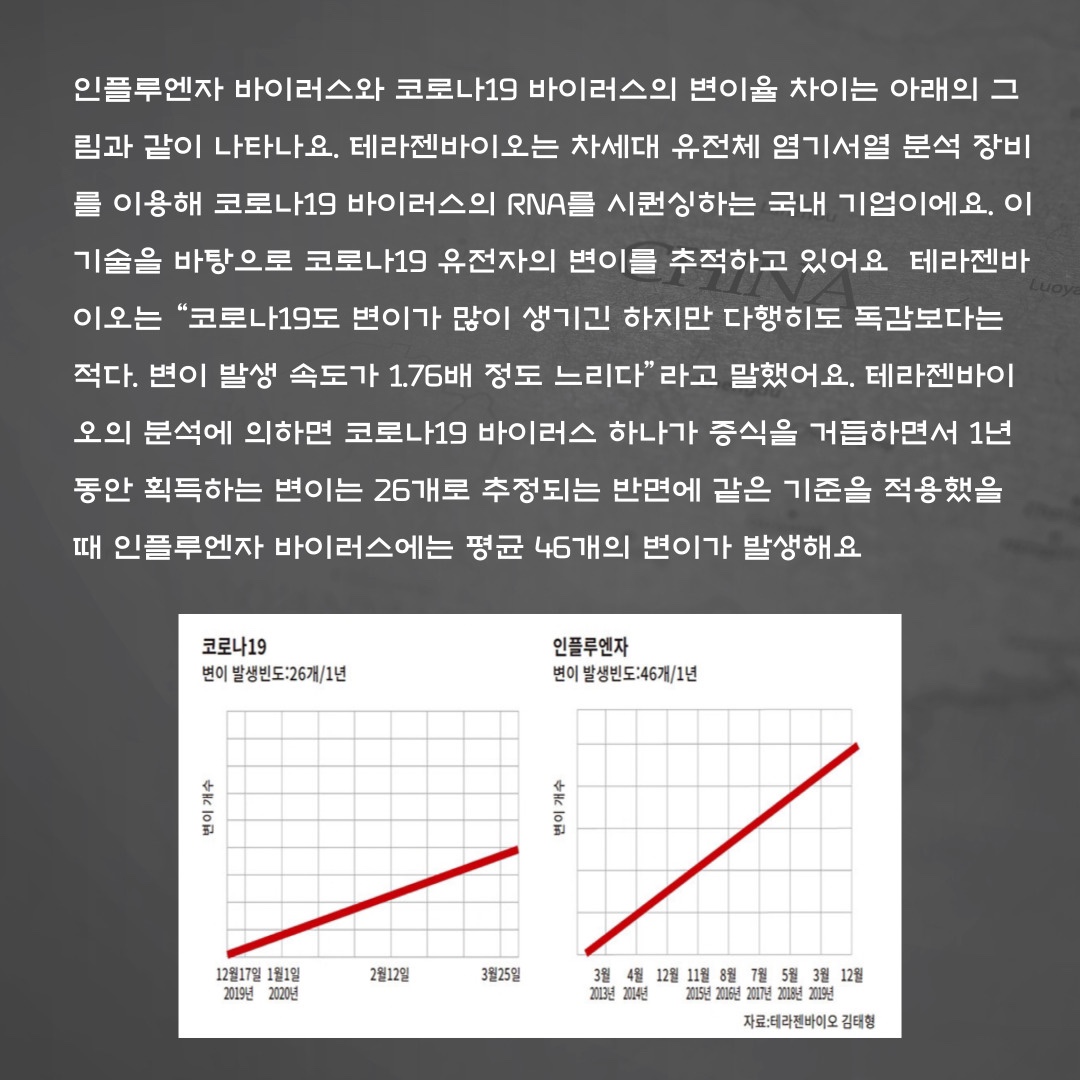 인플루엔자 바이러스와 코로나19 바이러스의 변이율 차이는 아래의 그
림과 같이 나타나요. 테라젠바이오는 차세대 유전체 염기서열 분석 장비
를 이용해 코로나19 바이러스의 RNA를 시퀀싱하는 국내 기업이에요. 이
기술을 바탕으로 코로나19 유전자의 변이를 추적하고 있어요 테라젠바
이오는 “코로나19도 변이가 많이 생기긴 하지만 다행히도 독감보다는
적다. 변이 발생 속도가 1.76배 정도 느리다”라고 말했어요. 테라젠바이
오의 분석에 의하면 코로나19 바이러스 하나가 증식을 거듭하면서 1년
동안 획득하는 변이는 26개로 추정되는 반면에 같은 기준을 적용했을
때 인플루엔자 바이러스에는 평균 46개의 변이가 발생해요
CHINA
Luoya
코로나19
변이 발생빈도:26개/1년
변이 개수
12월17일 1월1일 2월12일 3월25일
2019년 2020년
인플루엔자
변이 발생빈도:46개/1년
변이 개수
3월 4월 12월 11월 8월 7월 5월 3월 12월
2013년 2014년 2015년 2016년 2017년 2018년 2019년
자료:테라젠바이오 김태형